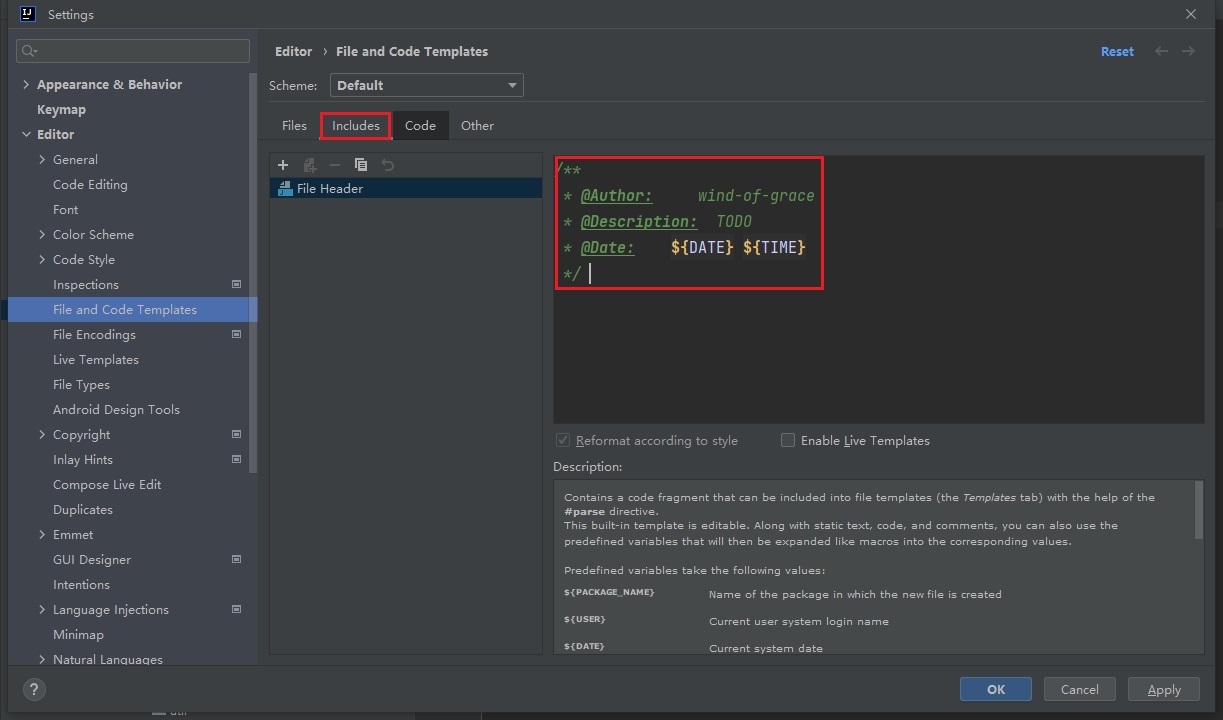 IJ
Settings
Editor › File and Code Templates
Reset
Scheme: Default
Appearance & Behavior
Keymap
Editor
General
Code Editing
Font
Color Scheme
Code Style
Inspections
File and Code Templates
File Encodings
Live Templates
File Types
Android Design Tools
Copyright
Inlay Hints
Compose Live Edit
Duplicates
Emmet
GUI Designer
Intentions
Language Injections
Minimap
Natural Languages
Files Includes Code Other
File Header
/**
* @Author: wind-of-grace
* @Description: TODO
* @Date: ${DATE} ${TIME}
*/
Reformat according to style
Enable Live Templates
Description:
Contains a code fragment that can be included into file templates (the Templates tab) with the help of the
#parse directive.
This built-in template is editable. Along with static text, code, and comments, you can also use the
predefined variables that will then be expanded like macros into the corresponding values.
Predefined variables take the following values:
${PACKAGE_NAME} Name of the package in which the new file is created
${USER} Current user system login name
${DATE} Current system date
?
OK
Cancel
Apply